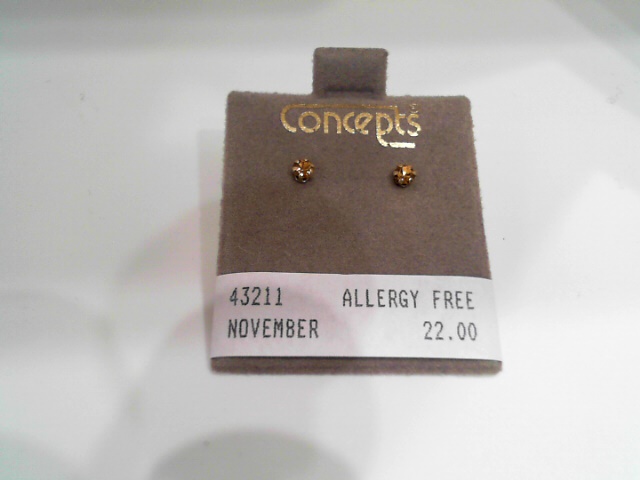 Concepts
43211 ALLERGY FREE
NOVEMBER 22.00